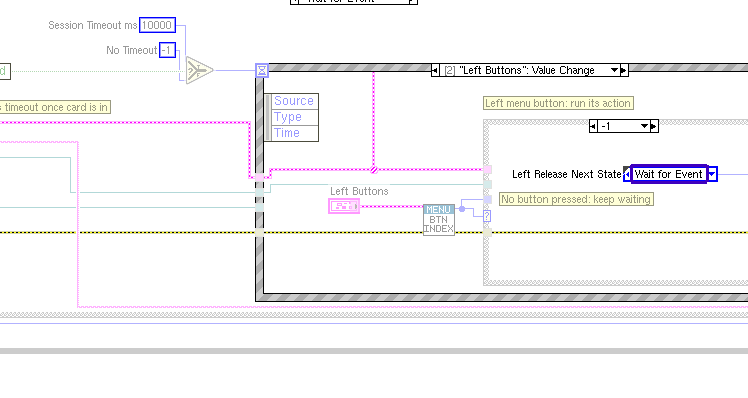 Wait for Event
Session Timeout ms 10000
No Timeout -1
d
[2] "Left Buttons": Value Change
s timeout once card is in
Source
Type
Time
Left menu button: run its action
-1
Left Release Next State Wait for Event
Left Buttons
No button pressed: keep waiting
MENU
BTN
INDEX
?